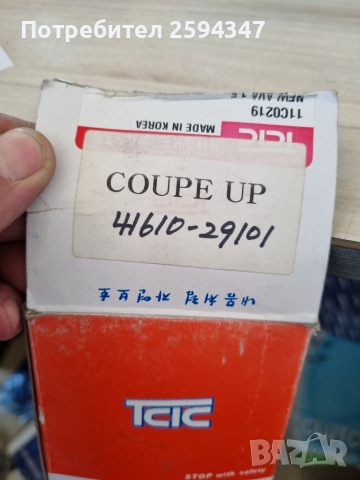 Потребител 2594347
NEW AVA 1.5
11C0219
MADE IN KOREA
TCIC
COUPE UP
41610-29101
TCIC
STOP with safety
BAZAR